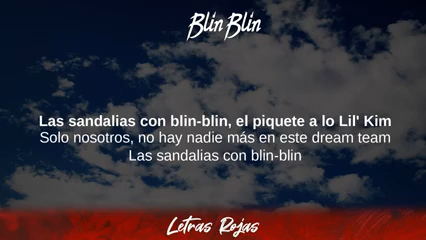 Blin Blin
Las sandalias con blin-blin, el piquete a lo Lil' Kim
Solo nosotros, no hay nadie más en este dream team
Las sandalias con blin-blin
Letras Rojas